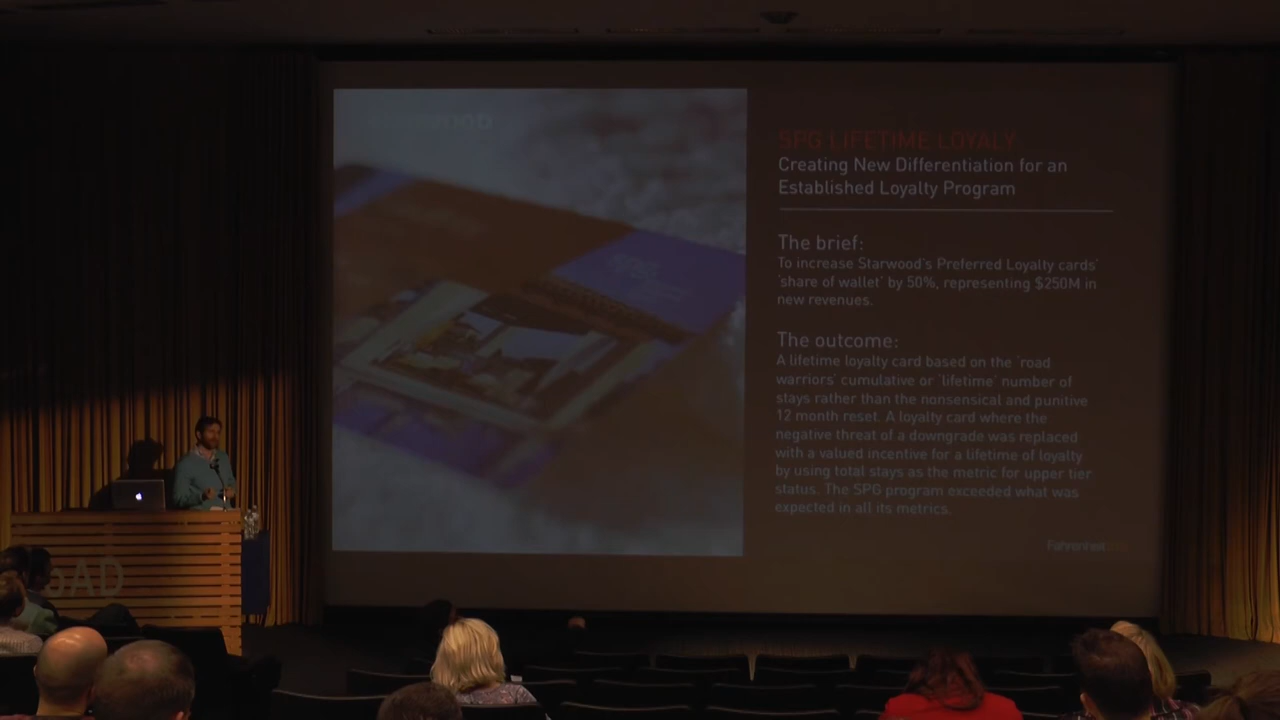 SPG LIFETIME LOYALY
Creating New Differentiation for an
Established Loyalty Program
The brief:
To increase Starwood's Preferred Loyalty cards'
'share of wallet' by 50%, representing $250M in
new revenues.
The outcome:
A lifetime loyalty card based on the 'road
warriors' cumulative or 'lifetime' number of
stays rather than the nonsensical and punitive
12 month reset. A loyalty card where the
negative threat of a downgrade was replaced
with a valued incentive for a lifetime of loyalty
by using total stays as the metric for upper tier
status. The SPG program exceeded what was
expected in all its metrics.
Fahrenheit